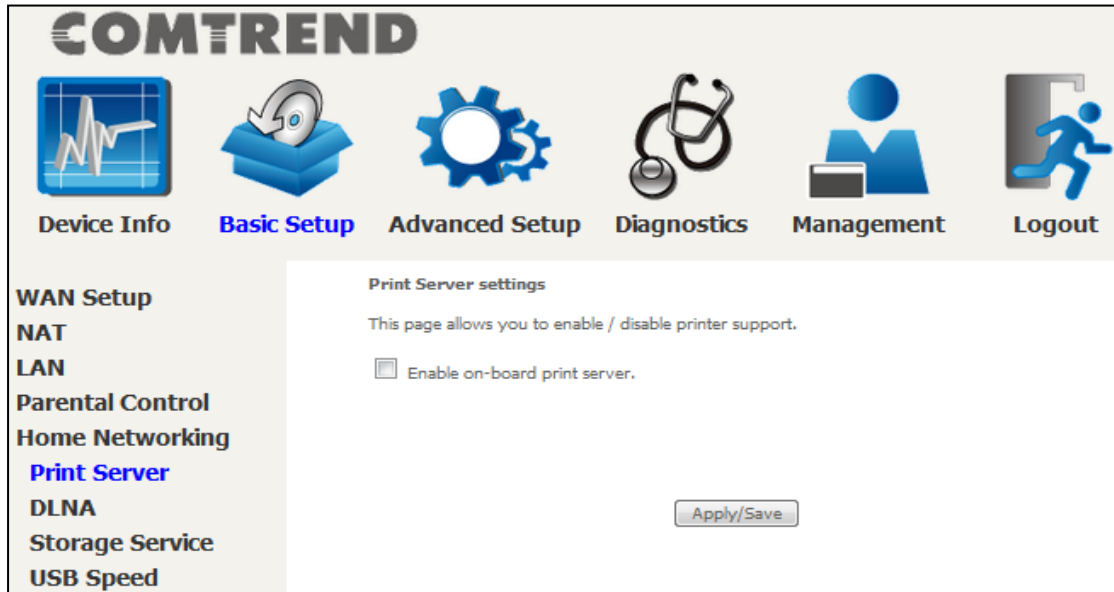 COMTREND
Device Info
Basic Setup
Advanced Setup
Diagnostics
Management
Logout
WAN Setup
NAT
LAN
Parental Control
Home Networking
Print Server
DLNA
Storage Service
USB Speed
Print Server settings
This page allows you to enable / disable printer support.
Enable on-board print server.
Apply/Save